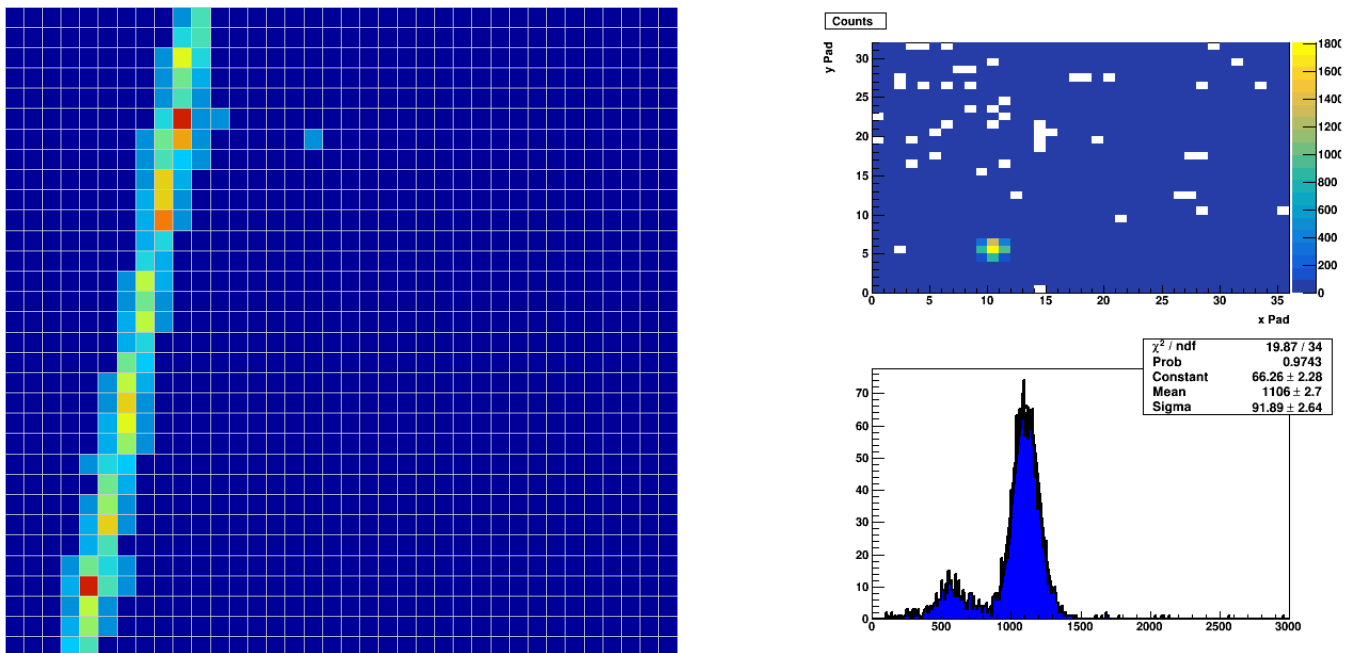 Counts
y Pad
30
25
20
15
10
5
0
0 5 10 15 20 25 30 35
x Pad
1800
1600
1400
1200
1000
800
600
400
200
0
χ² / ndf 19.87 / 34
Prob 0.9743
Constant 66.26 ± 2.28
Mean 1106 ± 2.7
Sigma 91.89 ± 2.64
70
60
50
40
30
20
10
0
0 500 1000 1500 2000 2500 3000